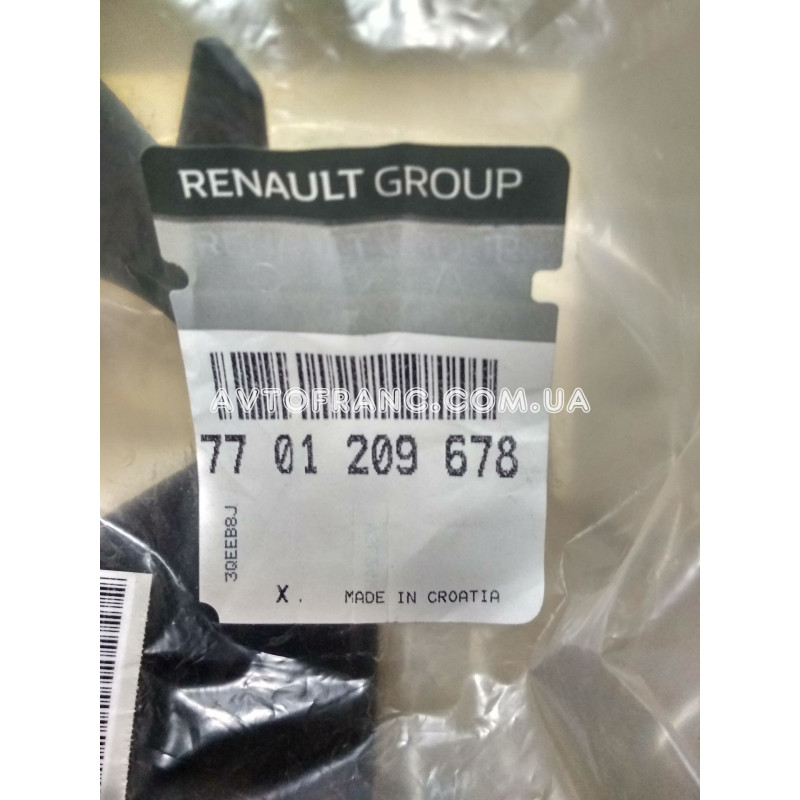 RENAULT GROUP
AVTOFRANC.COM.UA
77 01 209 678
3QEEB8J
X. MADE IN CROATIA